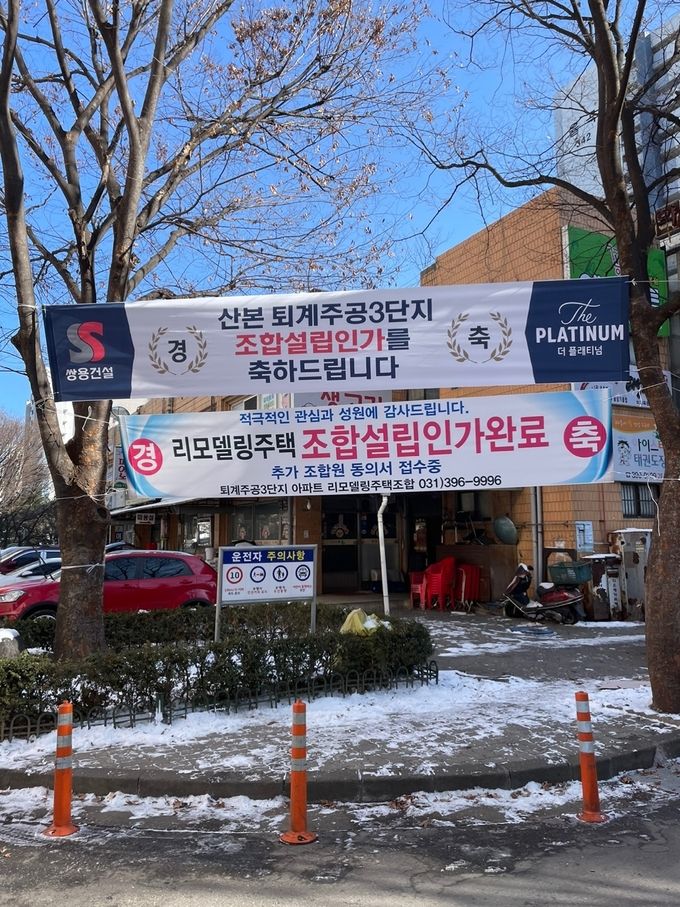 쌍용건설
경
산본 퇴계주공3단지
조합설립인가를
축하드립니다
축
The
PLATINUM
더 플래티넘
적극적인 관심과 성원에 감사드립니다.
경
리모델링주택 조합설립인가완료
축
추가 조합원 동의서 접수중
퇴계주공3단지 아파트 리모델링주택조합 031)396-9996
태권도장
운전자 주의사항
10